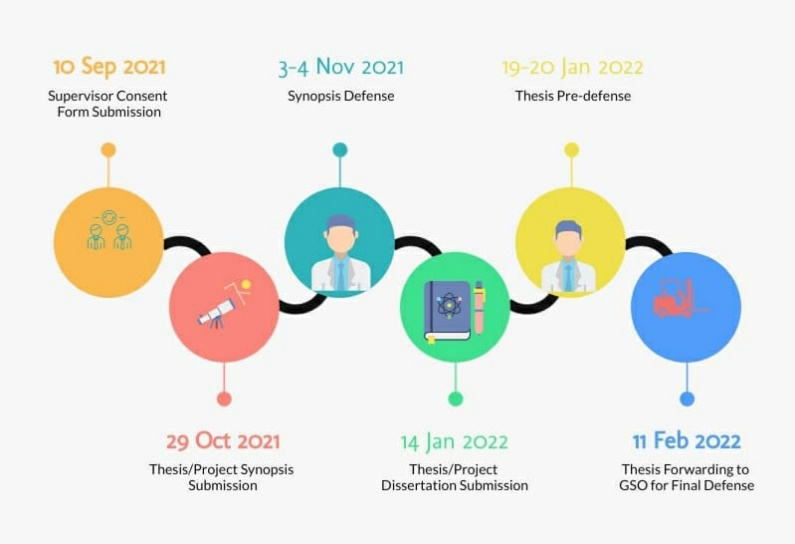 10 Sep 2021
Supervisor Consent
Form Submission
3-4 Nov 2021
Synopsis Defense
19-20 Jan 2022
Thesis Pre-defense
29 Oct 2021
Thesis/Project Synopsis
Submission
14 Jan 2022
Thesis/Project
Dissertation Submission
11 Feb 2022
Thesis Forwarding to
GSO for Final Defense